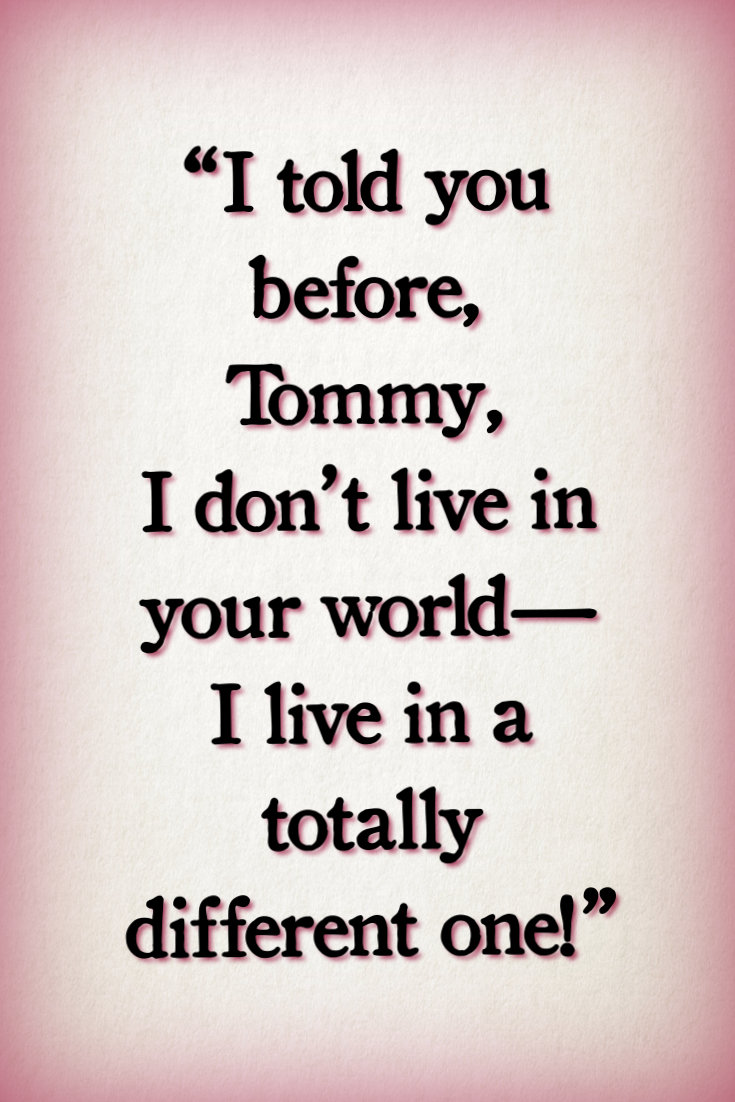 “I told you
before,
Tommy,
I don’t live in
your world—
I live in a
totally
different one!”